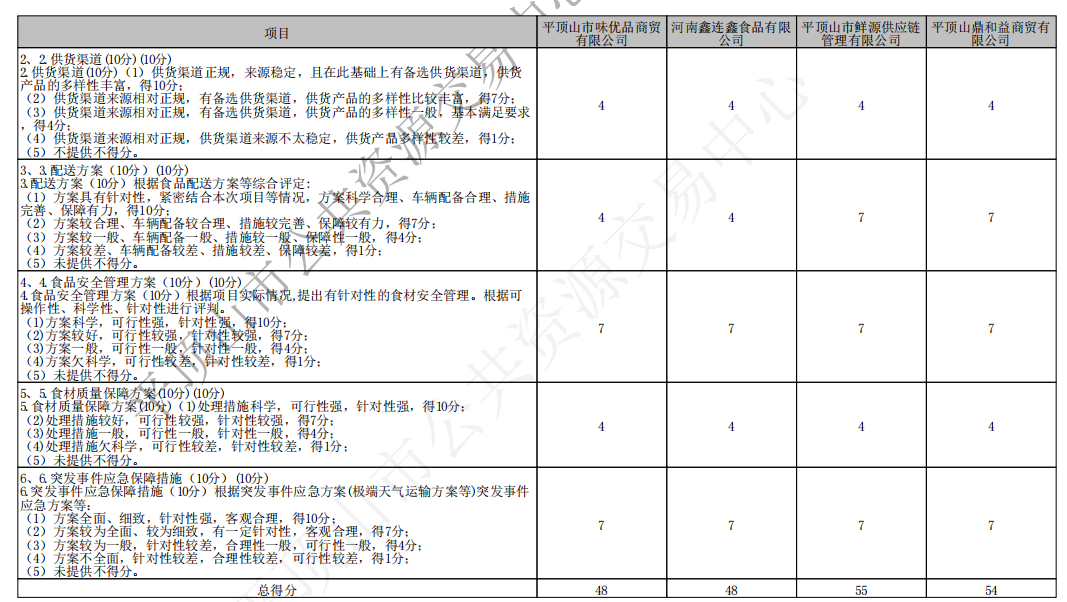 项目
平顶山市味优品商贸
有限公司
河南鑫连鑫食品有限
公司
平顶山市鲜源供应链
管理有限公司
平顶山鼎和益商贸有
限公司
2、2.供货渠道(10分)(10分)
2.供货渠道(10分)（1）供货渠道正规，来源稳定，且在此基础上有备选供货渠道，供货
产品的多样性丰富，得10分；
（2）供货渠道来源相对正规，有备选供货渠道，供货产品的多样性比较丰富，得7分；
（3）供货渠道来源相对正规，有备选供货渠道，供货产品的多样性一般，基本满足要求
，得4分；
（4）供货渠道来源相对正规，供货渠道来源不太稳定，供货产品多样性较差，得1分；
（5）不提供不得分。
4
4
4
4
3、3.配送方案（10分）(10分)
3.配送方案（10分）根据食品配送方案等综合评定:
（1）方案具有针对性，紧密结合本次项目等情况，方案科学合理、车辆配备合理、措施
完善、保障有力，得10分；
（2）方案较合理、车辆配备较合理、措施较完善、保障较有力，得7分；
（3）方案较一般、车辆配备一般、措施较一般、保障性一般，得4分；
（4）方案较差、车辆配备较差、措施较差、保障较差，得1分；
（5）未提供不得分。
4
4
7
7
4、4.食品安全管理方案（10分）(10分)
4.食品安全管理方案（10分）根据项目实际情况,提出有针对性的食材安全管理。根据可
操作性、科学性、针对性进行评判。
(1)方案科学，可行性强，针对性强，得10分；
(2)方案较好，可行性较强，针对性较强，得7分；
(3)方案一般，可行性一般，针对性一般，得4分；
(4)方案欠科学，可行性较差，针对性较差，得1分；
（5）未提供不得分。
7
7
7
7
5、5.食材质量保障方案(10分)(10分)
5.食材质量保障方案(10分)（1)处理措施科学，可行性强，针对性强，得10分；
(2)处理措施较好，可行性较强，针对性较强，得7分；
(3)处理措施一般，可行性一般，针对性一般，得4分；
(4)处理措施欠科学，可行性较差，针对性较差，得1分；
（5）未提供不得分。
4
4
4
4
6、6.突发事件应急保障措施（10分）(10分)
6.突发事件应急保障措施（10分）根据突发事件应急方案(极端天气运输方案等)突发事件
应急方案等:
（1）方案全面、细致，针对性强，客观合理，得10分；
（2）方案较为全面、较为细致，有一定针对性，客观合理，得7分；
（3）方案较为一般，针对性较差，合理性一般，可行性一般，得4分；
（4）方案不全面，针对性较差，合理性较差，可行性较差，得1分；
（5）未提供不得分。
7
7
7
7
总得分
48
48
55
54
平顶山市公共资源交易中心
平顶山市公共资源交易中心